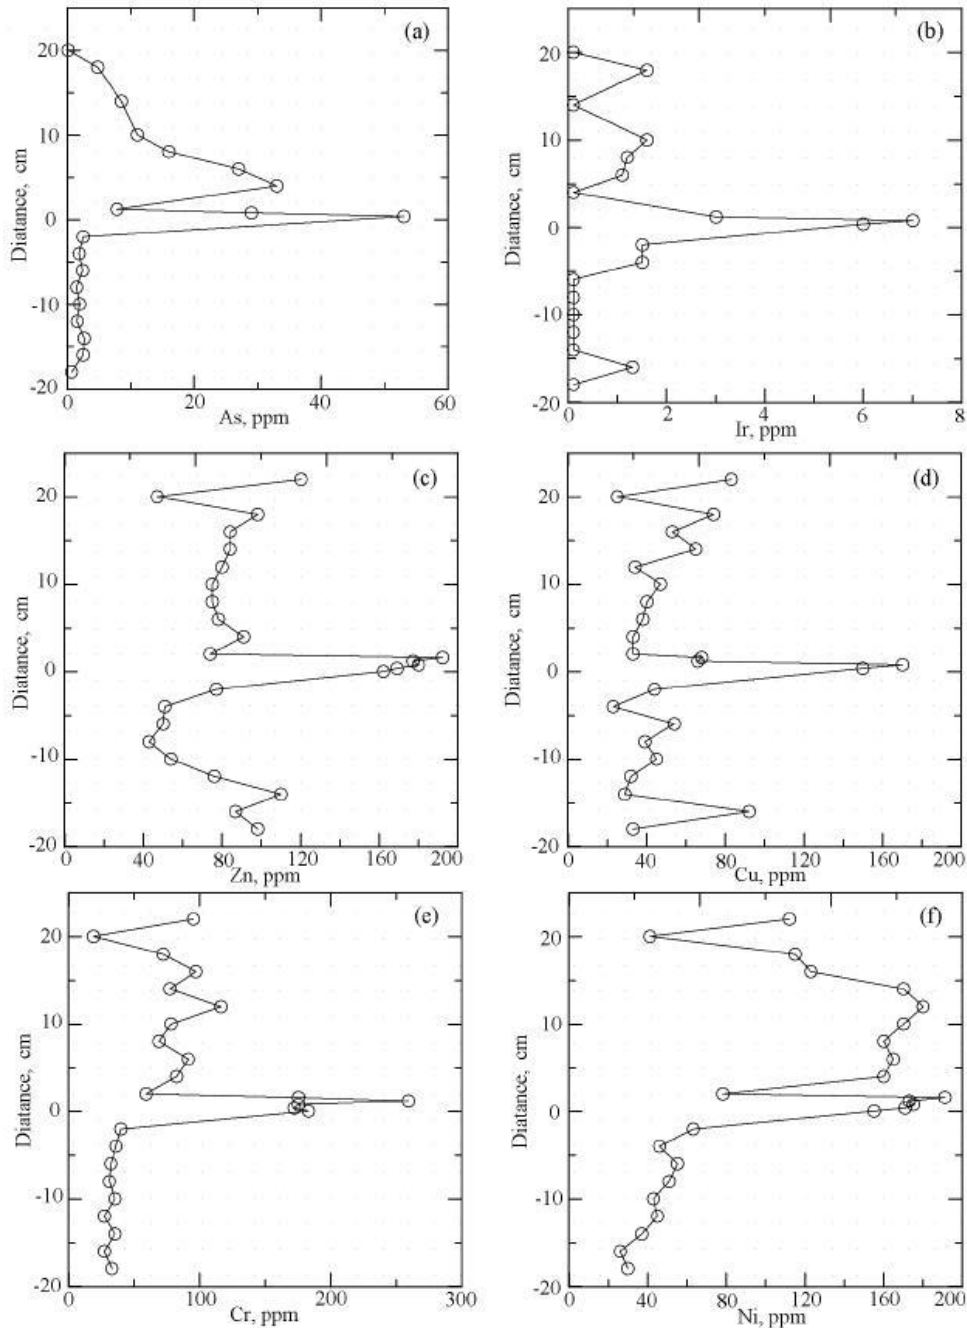 (a)
20
10
0
-10
-20
Diatance, cm
0 20 40 60
As, ppm
(b)
20
10
0
-10
-20
Diatance, cm
0 2 4 6 8
Ir, ppm
(c)
20
10
0
-10
-20
Diatance, cm
0 40 80 120 160 200
Zn, ppm
(d)
20
10
0
-10
-20
Diatance, cm
0 40 80 120 160 200
Cu, ppm
(e)
20
10
0
-10
-20
Diatance, cm
0 100 200 300
Cr, ppm
(f)
20
10
0
-10
-20
Diatance, cm
0 40 80 120 160 200
Ni, ppm